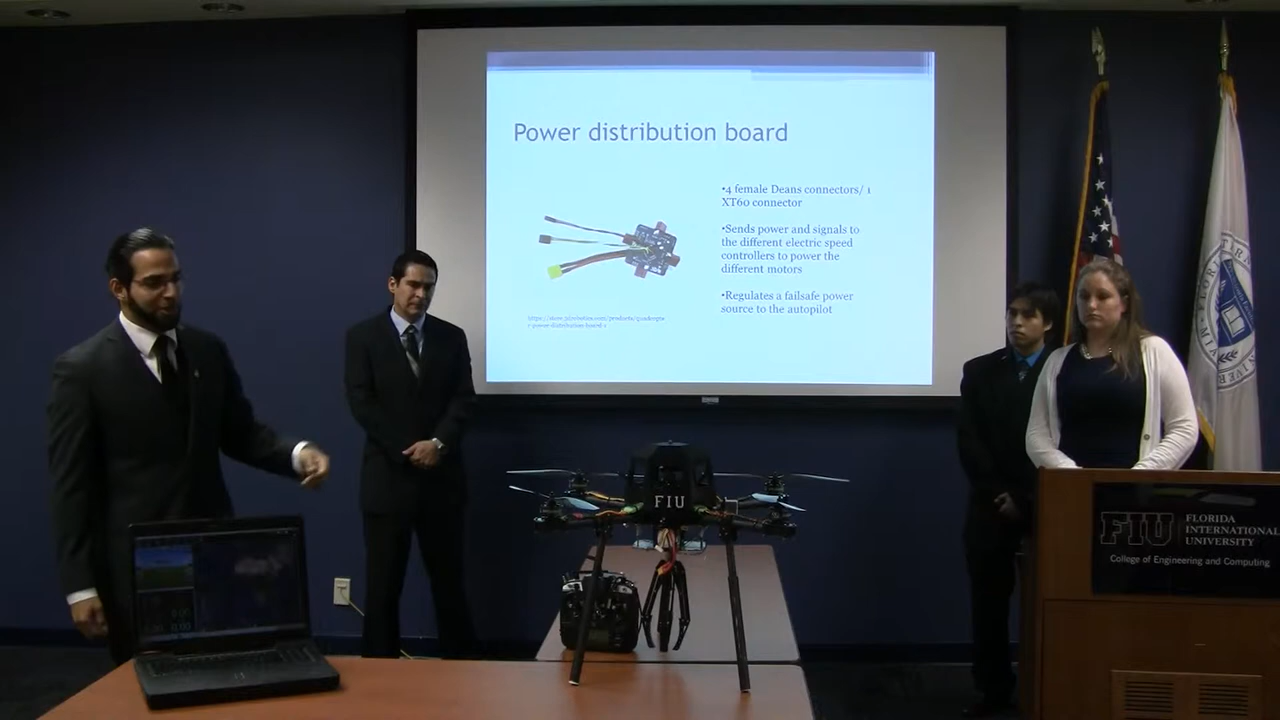 Power distribution board
•4 female Deans connectors/ 1
XT60 connector
•Sends power and signals to
the different electric speed
controllers to power the
different motors
•Regulates a failsafe power
source to the autopilot
FIU
FIU
FLORIDA
INTERNATIONAL
UNIVERSITY
College of Engineering and Computing